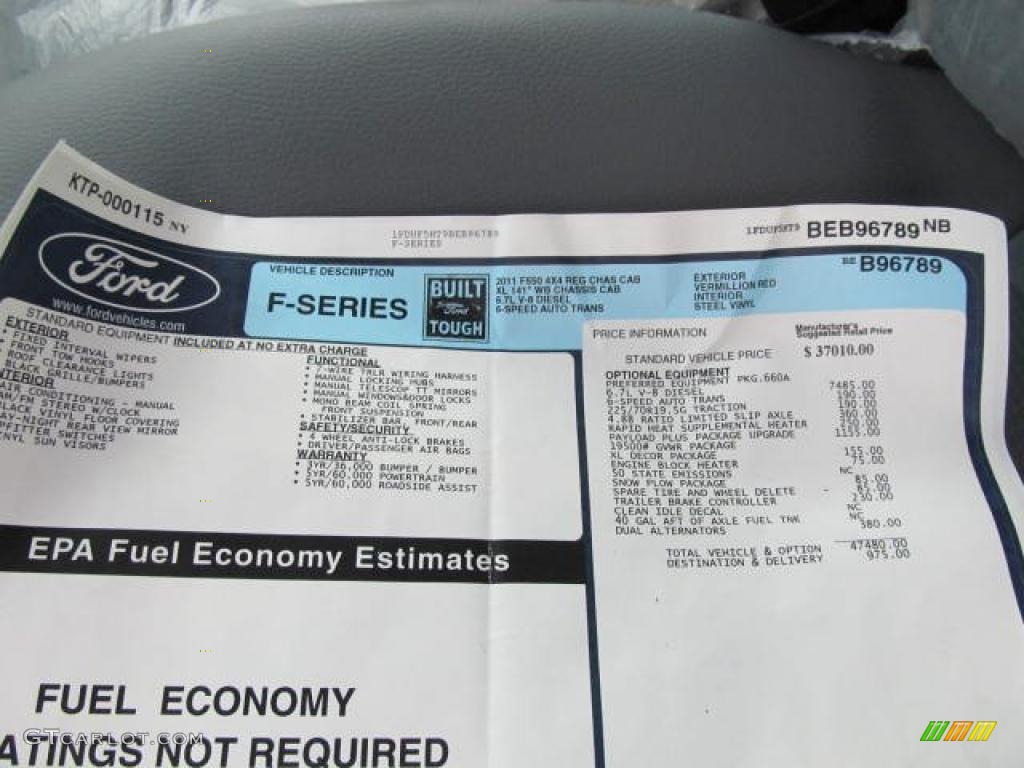 KTP-000115 NY
1FDUF5HT9BEB96789
F-SERIES
1FDUF5HT9 BEB96789 NB
Ford
www.fordvehicles.com
VEHICLE DESCRIPTION
F-SERIES
BUILT
Ford
TOUGH
2011 F550 4X4 REG CHAS CAB
XL 141" WB CHASSIS CAB
6.7L V-8 DIESEL
6-SPEED AUTO TRANS
EXTERIOR
VERMILLION RED
INTERIOR
STEEL VINYL
BE B96789
STANDARD EQUIPMENT INCLUDED AT NO EXTRA CHARGE
EXTERIOR
FIXED INTERVAL WIPERS
FRONT TOW HOOKS
ROOF CLEARANCE LIGHTS
BLACK GRILLE/BUMPERS
INTERIOR
AIR CONDITIONING - MANUAL
AM/FM STEREO W/CLOCK
BLACK VINYL FLOOR COVERING
DAY/NIGHT REAR VIEW MIRROR
UPFITTER SWITCHES
VINYL SUN VISORS
FUNCTIONAL
• 7-WIRE TRLR WIRING HARNESS
• MANUAL LOCKING HUBS
• MANUAL TELESCOP TT MIRRORS
• MANUAL WINDOWS&DOOR LOCKS
• MONO BEAM COIL SPRING
FRONT SUSPENSION
• STABILIZER BAR, FRONT/REAR
SAFETY/SECURITY
• 4 WHEEL ANTI-LOCK BRAKES
• DRIVER/PASSENGER AIR BAGS
WARRANTY
• 3YR/36,000 BUMPER / BUMPER
• 5YR/60,000 POWERTRAIN
• 5YR/60,000 ROADSIDE ASSIST
PRICE INFORMATION
Manufacturer's
Suggested Retail Price
STANDARD VEHICLE PRICE $ 37010.00
OPTIONAL EQUIPMENT
PREFERRED EQUIPMENT PKG.660A
6.7L V-8 DIESEL 7485.00
6-SPEED AUTO TRANS 190.00
225/70R19.5G TRACTION 190.00
4.88 RATIO LIMITED SLIP AXLE 360.00
RAPID HEAT SUPPLEMENTAL HEATER 250.00
PAYLOAD PLUS PACKAGE UPGRADE 1155.00
19500# GVWR PACKAGE
XL DECOR PACKAGE 155.00
ENGINE BLOCK HEATER 75.00
50 STATE EMISSIONS NC
SNOW PLOW PACKAGE 85.00
SPARE TIRE AND WHEEL DELETE - 85.00
TRAILER BRAKE CONTROLLER 230.00
CLEAN IDLE DECAL NC
40 GAL AFT OF AXLE FUEL TNK NC
DUAL ALTERNATORS 380.00
TOTAL VEHICLE & OPTION 47480.00
DESTINATION & DELIVERY 975.00
EPA Fuel Economy Estimates
FUEL ECONOMY
ATINGS NOT REQUIRED
GTcarlot.com